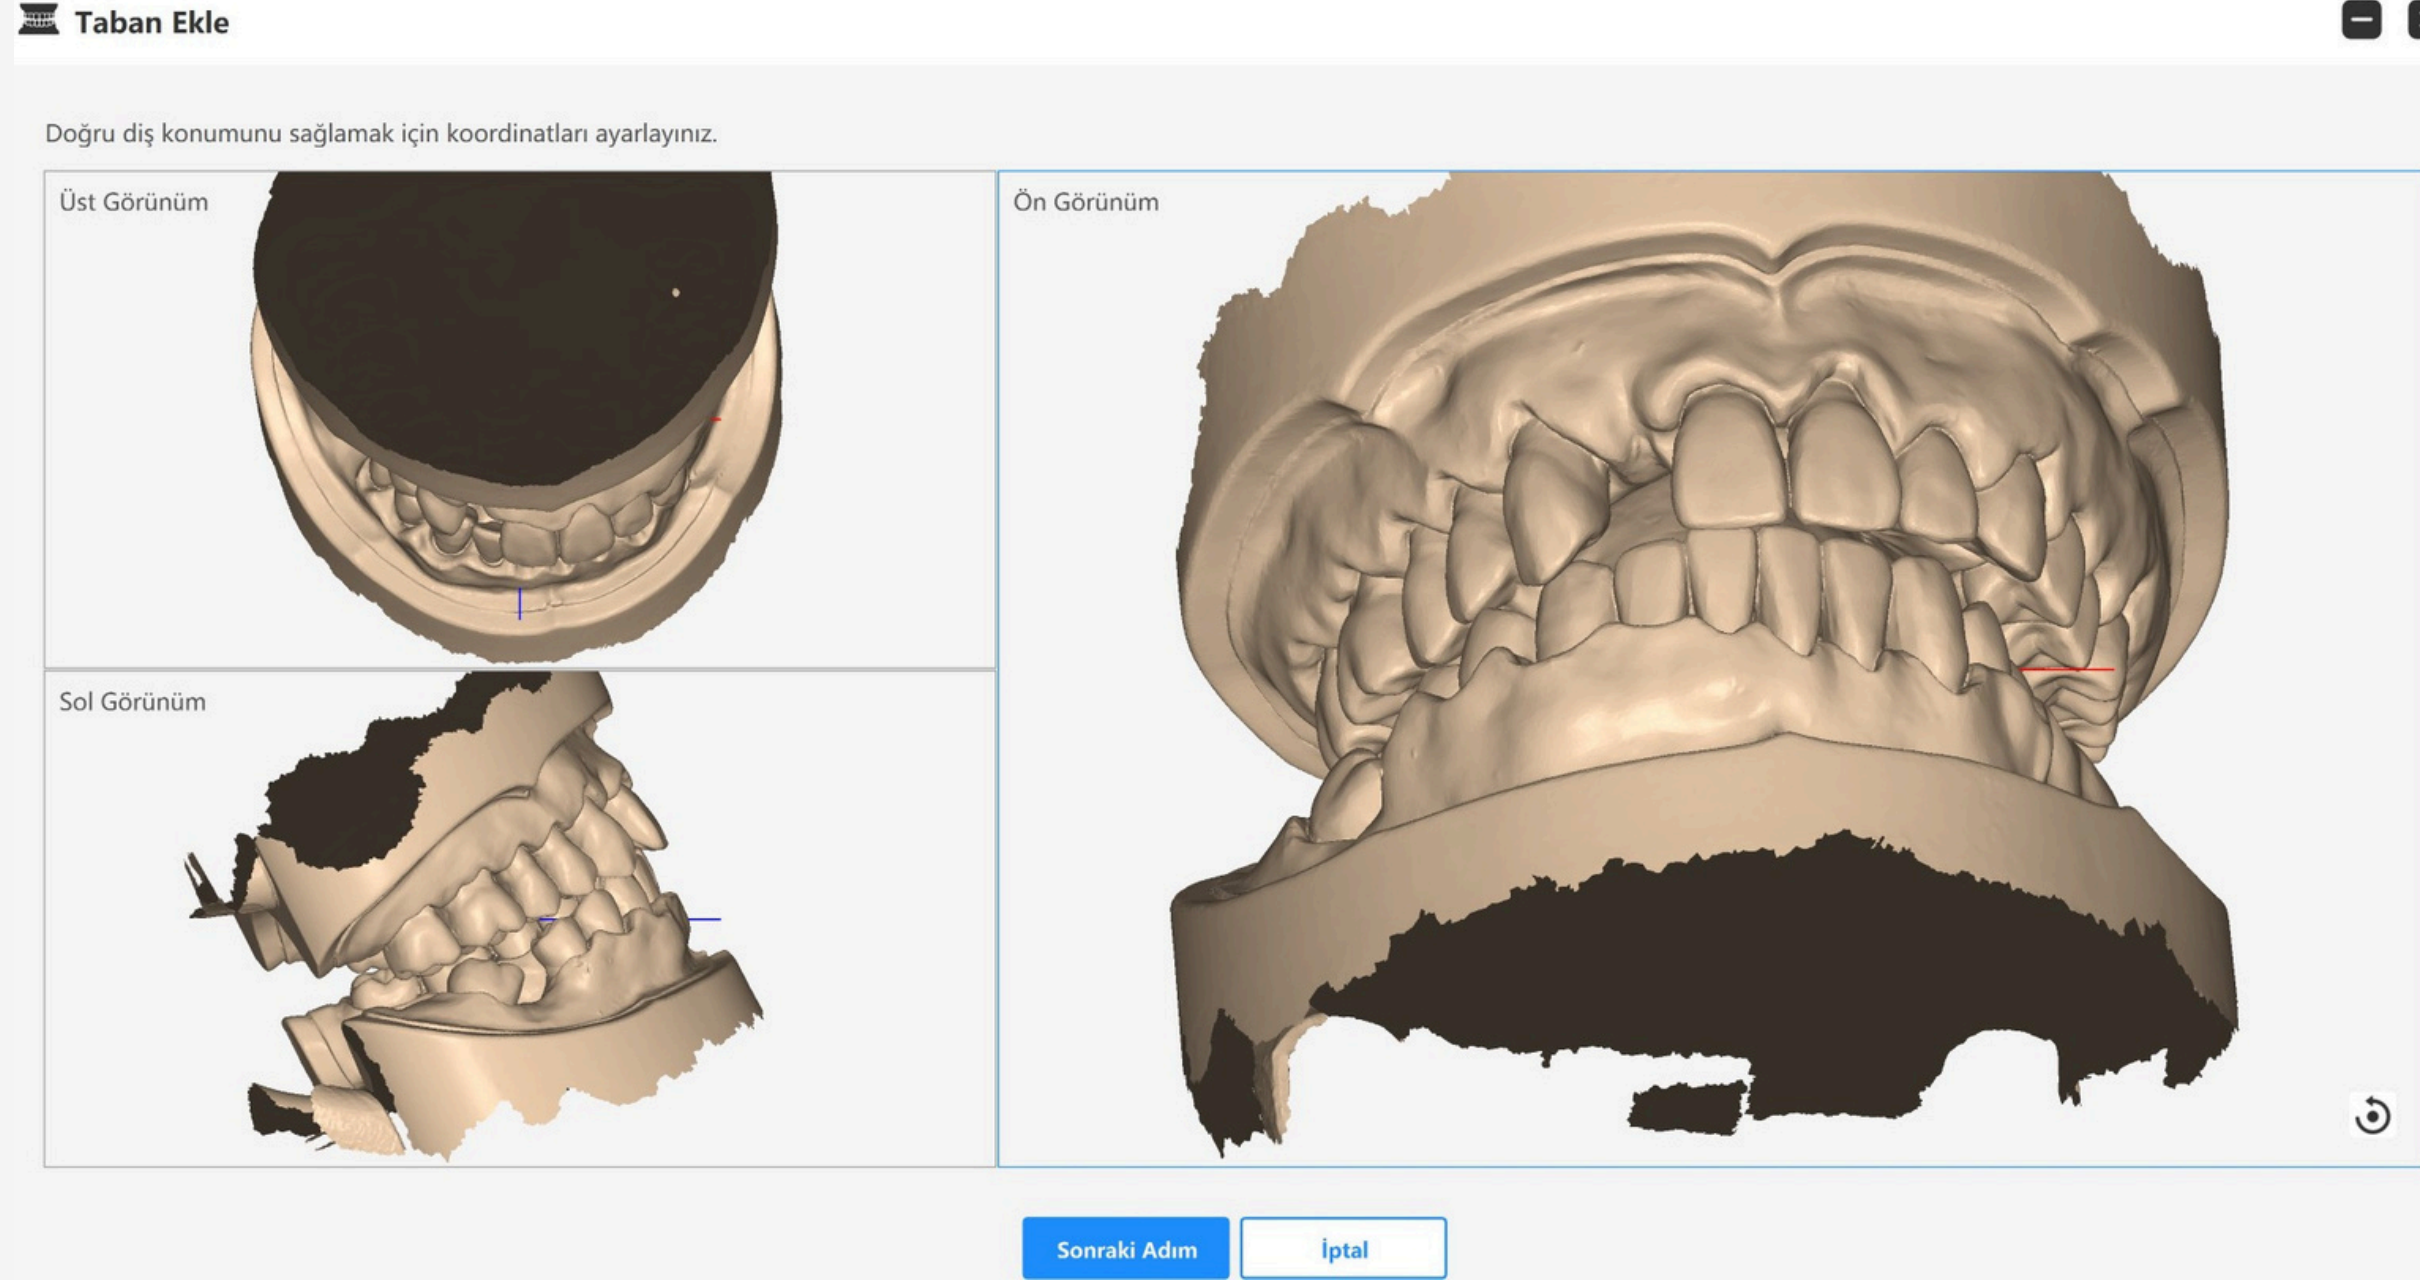 Taban Ekle
Doğru diş konumunu sağlamak için koordinatları ayarlayınız.
Üst Görünüm
Ön Görünüm
Sol Görünüm
Sonraki Adım
İptal